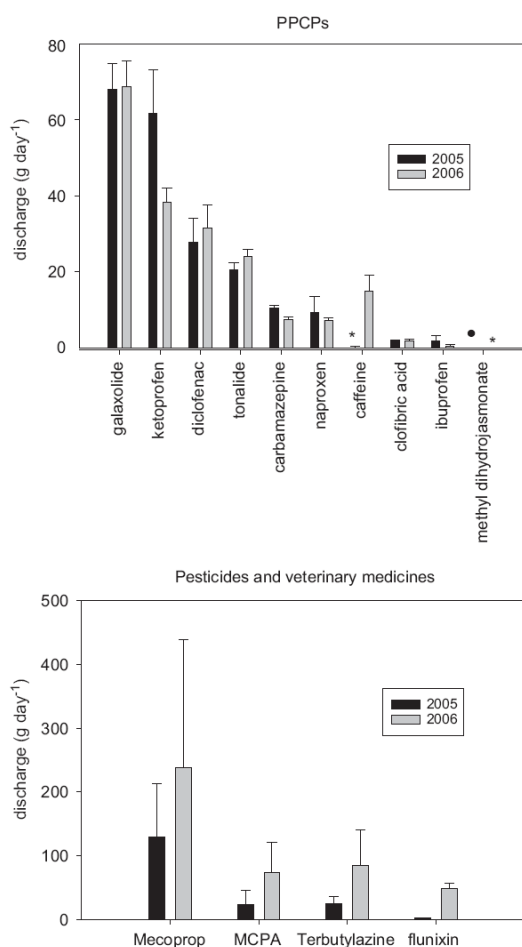 PPCPs
80
60
40
20
0
discharge (g day-1)
2005
2006
*
●
*
galaxolide
ketoprofen
diclofenac
tonalide
carbamazepine
naproxen
caffeine
clofibric acid
ibuprofen
methyl dihydrojasmonate
Pesticides and veterinary medicines
500
400
300
200
100
0
discharge (g day-1)
2005
2006
Mecoprop MCPA Terbutylazine flunixin